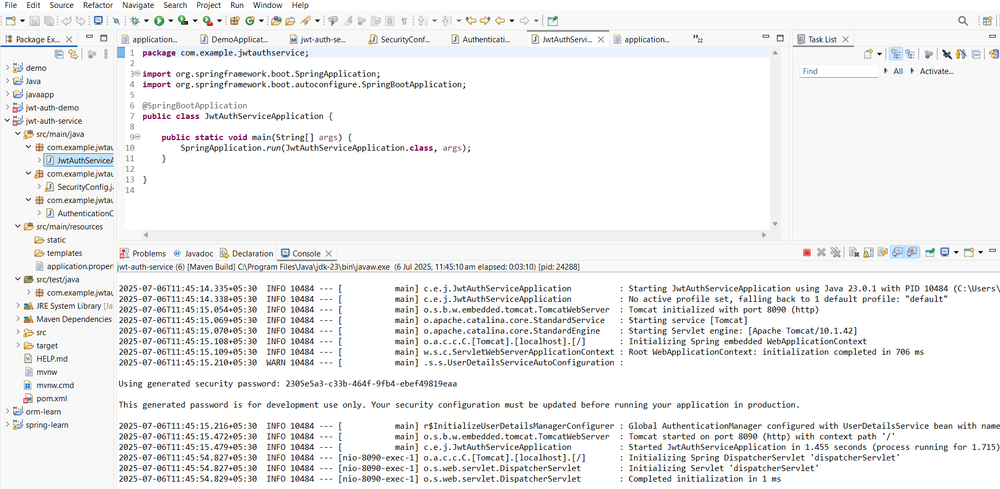 File Edit Source Refactor Navigate Search Project Run Window Help
Package Ex...
application...
DemoApplicat...
jwt-auth-se...
SecurityConf...
Authenticati...
JwtAuthServi...
application...
»22
Task List
demo
Java
javaapp
jwt-auth-demo
jwt-auth-service
src/main/java
com.example.jwtau
JwtAuthServiceA
com.example.jwtau
SecurityConfig.ja
com.example.jwtau
AuthenticationC
src/main/resources
static
templates
application.proper
src/test/java
com.example.jwtau
JRE System Library [Ja
Maven Dependencies
src
target
HELP.md
mvnw
mvnw.cmd
pom.xml
orm-learn
spring-learn
1 package com.example.jwtauthservice;
2
3 import org.springframework.boot.SpringApplication;
4 import org.springframework.boot.autoconfigure.SpringBootApplication;
5
6 @SpringBootApplication
7 public class JwtAuthServiceApplication {
8
9 public static void main(String[] args) {
10 SpringApplication.run(JwtAuthServiceApplication.class, args);
11 }
12
13 }
14
Find
All
Activate...
Problems
@ Javadoc
Declaration
Console
jwt-auth-service (6) [Maven Build] C:\Program Files\Java\jdk-23\bin\javaw.exe (6 Jul 2025, 11:45:10 am elapsed: 0:03:10) [pid: 24288]
2025-07-06T11:45:14.335+05:30 INFO 10484 --- [ main] c.e.j.JwtAuthServiceApplication : Starting JwtAuthServiceApplication using Java 23.0.1 with PID 10484 (C:\Users\
2025-07-06T11:45:14.338+05:30 INFO 10484 --- [ main] c.e.j.JwtAuthServiceApplication : No active profile set, falling back to 1 default profile: "default"
2025-07-06T11:45:15.054+05:30 INFO 10484 --- [ main] o.s.b.w.embedded.tomcat.TomcatWebServer : Tomcat initialized with port 8090 (http)
2025-07-06T11:45:15.069+05:30 INFO 10484 --- [ main] o.apache.catalina.core.StandardService : Starting service [Tomcat]
2025-07-06T11:45:15.070+05:30 INFO 10484 --- [ main] o.apache.catalina.core.StandardEngine : Starting Servlet engine: [Apache Tomcat/10.1.42]
2025-07-06T11:45:15.108+05:30 INFO 10484 --- [ main] o.a.c.c.C.[Tomcat].[localhost].[/] : Initializing Spring embedded WebApplicationContext
2025-07-06T11:45:15.109+05:30 INFO 10484 --- [ main] w.s.c.ServletWebServerApplicationContext : Root WebApplicationContext: initialization completed in 706 ms
2025-07-06T11:45:15.210+05:30 WARN 10484 --- [ main] .s.s.UserDetailsServiceAutoConfiguration :
Using generated security password: 2305e5a3-c33b-464f-9fb4-ebef49819eaa
This generated password is for development use only. Your security configuration must be updated before running your application in production.
2025-07-06T11:45:15.216+05:30 INFO 10484 --- [ main] r$InitializeUserDetailsManagerConfigurer : Global AuthenticationManager configured with UserDetailsService bean with name
2025-07-06T11:45:15.472+05:30 INFO 10484 --- [ main] o.s.b.w.embedded.tomcat.TomcatWebServer : Tomcat started on port 8090 (http) with context path '/'
2025-07-06T11:45:15.479+05:30 INFO 10484 --- [ main] c.e.j.JwtAuthServiceApplication : Started JwtAuthServiceApplication in 1.455 seconds (process running for 1.715)
2025-07-06T11:45:54.827+05:30 INFO 10484 --- [nio-8090-exec-1] o.a.c.c.C.[Tomcat].[localhost].[/] : Initializing Spring DispatcherServlet 'dispatcherServlet'
2025-07-06T11:45:54.827+05:30 INFO 10484 --- [nio-8090-exec-1] o.s.web.servlet.DispatcherServlet : Initializing Servlet 'dispatcherServlet'
2025-07-06T11:45:54.829+05:30 INFO 10484 --- [nio-8090-exec-1] o.s.web.servlet.DispatcherServlet : Completed initialization in 1 ms